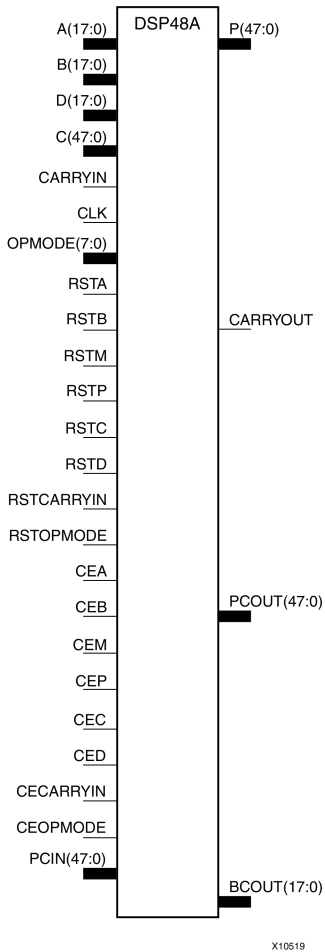 DSP48A
A(17:0)
B(17:0)
D(17:0)
C(47:0)
CARRYIN
CLK
OPMODE(7:0)
RSTA
RSTB
RSTM
RSTP
RSTC
RSTD
RSTCARRYIN
RSTOPMODE
CEA
CEB
CEM
CEP
CEC
CED
CECARRYIN
CEOPMODE
PCIN(47:0)
P(47:0)
CARRYOUT
PCOUT(47:0)
BCOUT(17:0)
X10519